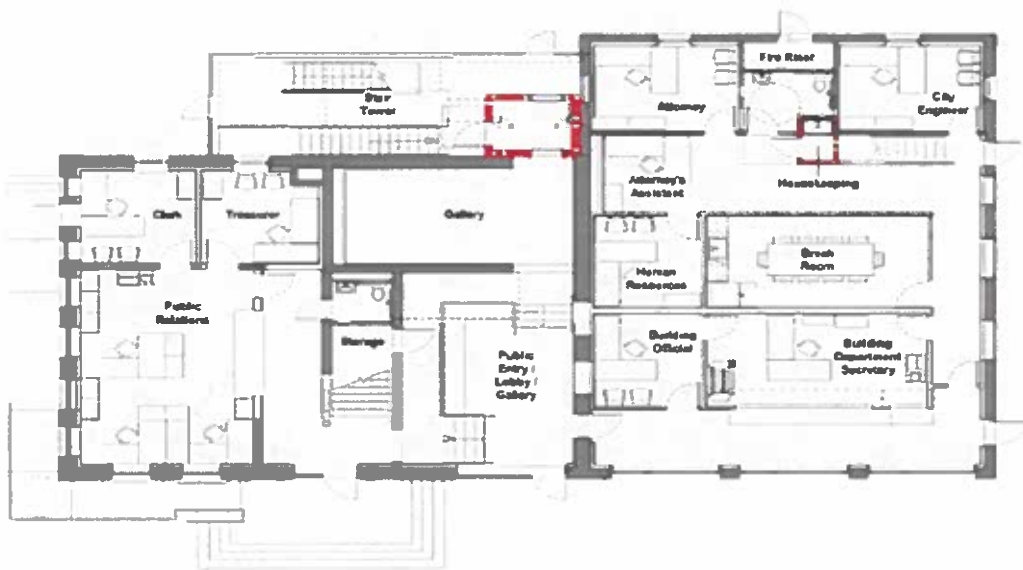 Fire Riser
Stair
Tower
Attorney
City
Engineer
Attorney's
Assistant
Housekeeping
Clerk
Treasurer
Gallery
Break
Room
Human
Resources
Public
Relations
Storage
Building
Official
Building
Department
Secretary
Public
Entry /
Lobby /
Gallery